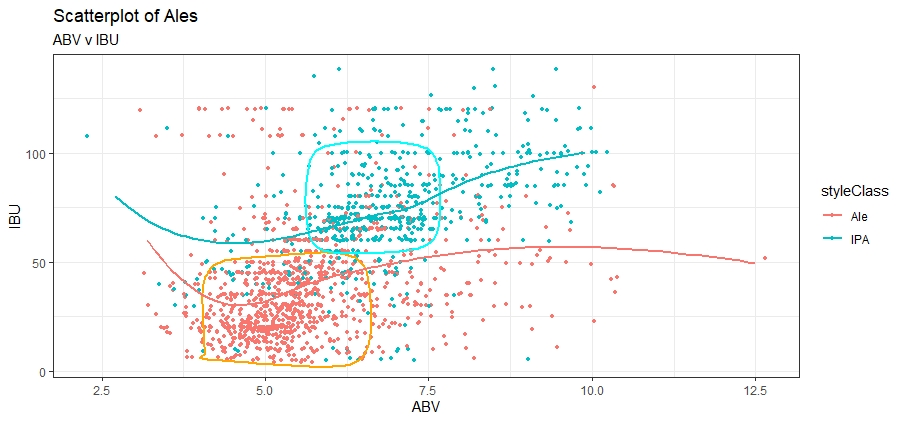 Scatterplot of Ales
ABV v IBU
100
50
0
IBU
2.5 5.0 7.5 10.0 12.5
ABV
styleClass
Ale
IPA